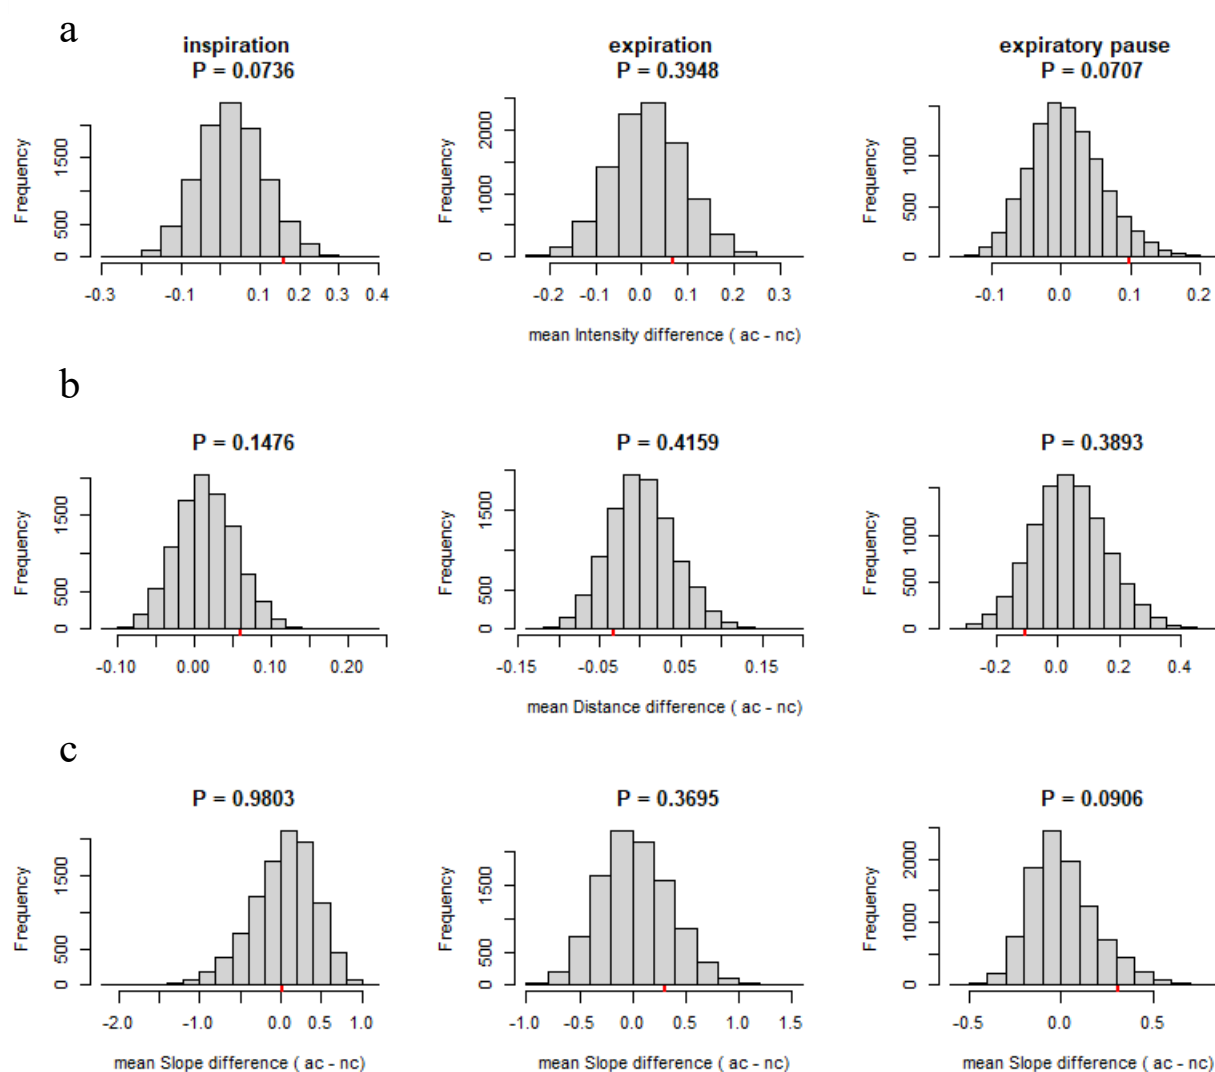 a
inspiration
P = 0.0736
expiration
P = 0.3948
expiratory pause
P = 0.0707
Frequency
0 500 1500
-0.3 -0.1 0.1 0.3 0.4
Frequency
0 1000 2000
-0.2 -0.1 0.0 0.1 0.2 0.3
Frequency
0 500 1000
-0.1 0.0 0.1 0.2
mean Intensity difference ( ac - nc)
b
P = 0.1476
P = 0.4159
P = 0.3893
Frequency
0 500 1500
-0.10 0.00 0.10 0.20
Frequency
0 500 1500
-0.15 -0.05 0.05 0.15
Frequency
0 500 1000
-0.2 0.0 0.2 0.4
mean Distance difference ( ac - nc)
c
P = 0.9803
P = 0.3695
P = 0.0906
Frequency
0 500 1500
-2.0 -1.0 0.0 0.5 1.0
Frequency
0 500 1500
-1.0 -0.5 0.0 0.5 1.0 1.5
Frequency
0 1000 2000
-0.5 0.0 0.5
mean Slope difference ( ac - nc)
mean Slope difference ( ac - nc)
mean Slope difference ( ac - nc)